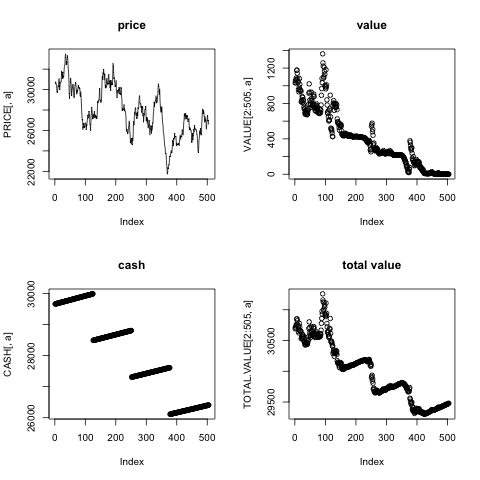 price
PRICE[, a]
22000 26000 30000
0 100 200 300 400 500
Index
value
VALUE[2:505, a]
0 400 800 1200
0 100 200 300 400 500
Index
cash
CASH[, a]
26000 28000 30000
0 100 200 300 400 500
Index
total value
TOTAL.VALUE[2:505, a]
29500 30500
0 100 200 300 400 500
Index